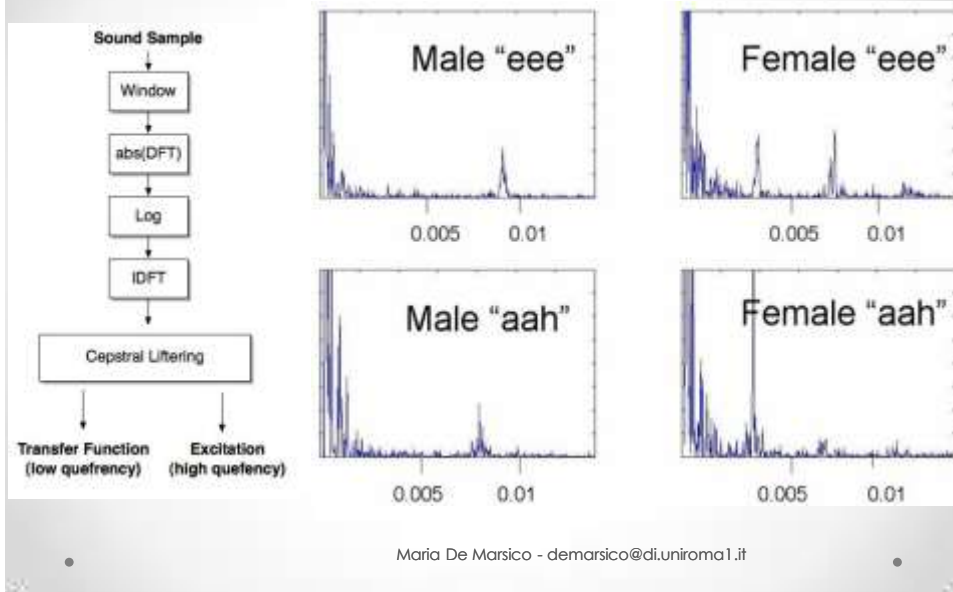 Sound Sample
Window
abs(DFT)
Log
IDFT
Cepstral Liftering
Transfer Function
(low quefrency)
Excitation
(high quefency)
Male “eee”
0.005 0.01
Female “eee”
0.005 0.01
Male “aah”
0.005 0.01
Female “aah”
0.005 0.01
Maria De Marsico - demarsico@di.uniroma1.it